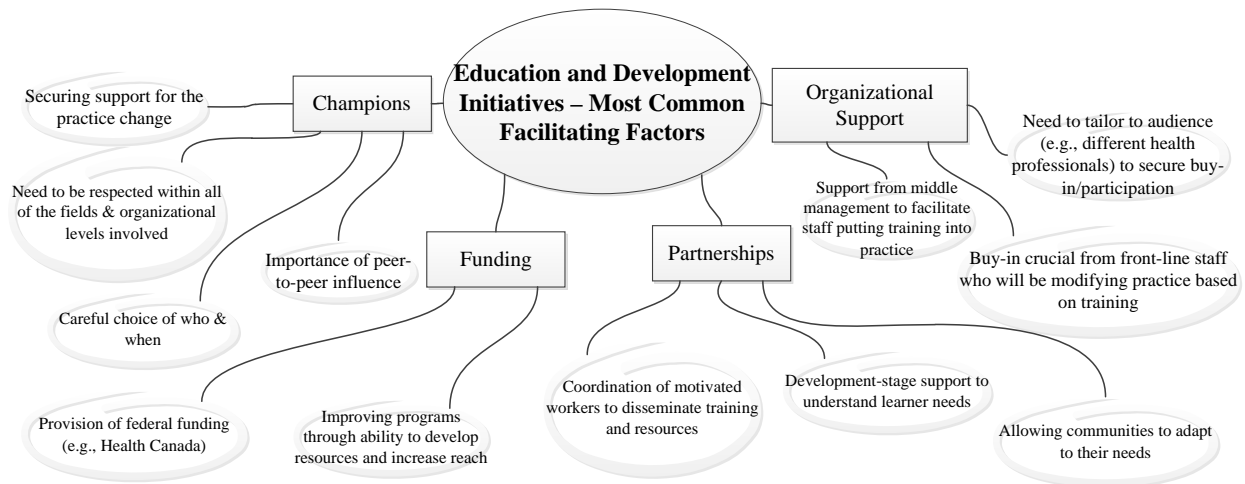 Education and Development
Initiatives – Most Common
Facilitating Factors
Champions
Securing support for the
practice change
Need to be respected within all
of the fields & organizational
levels involved
Careful choice of who &
when
Importance of peer-
to-peer influence
Funding
Provision of federal funding
(e.g., Health Canada)
Improving programs
through ability to develop
resources and increase reach
Partnerships
Coordination of motivated
workers to disseminate training
and resources
Development-stage support to
understand learner needs
Allowing communities to adapt
to their needs
Organizational
Support
Support from middle
management to facilitate
staff putting training into
practice
Buy-in crucial from front-line staff
who will be modifying practice based
on training
Need to tailor to audience
(e.g., different health
professionals) to secure buy-
in/participation